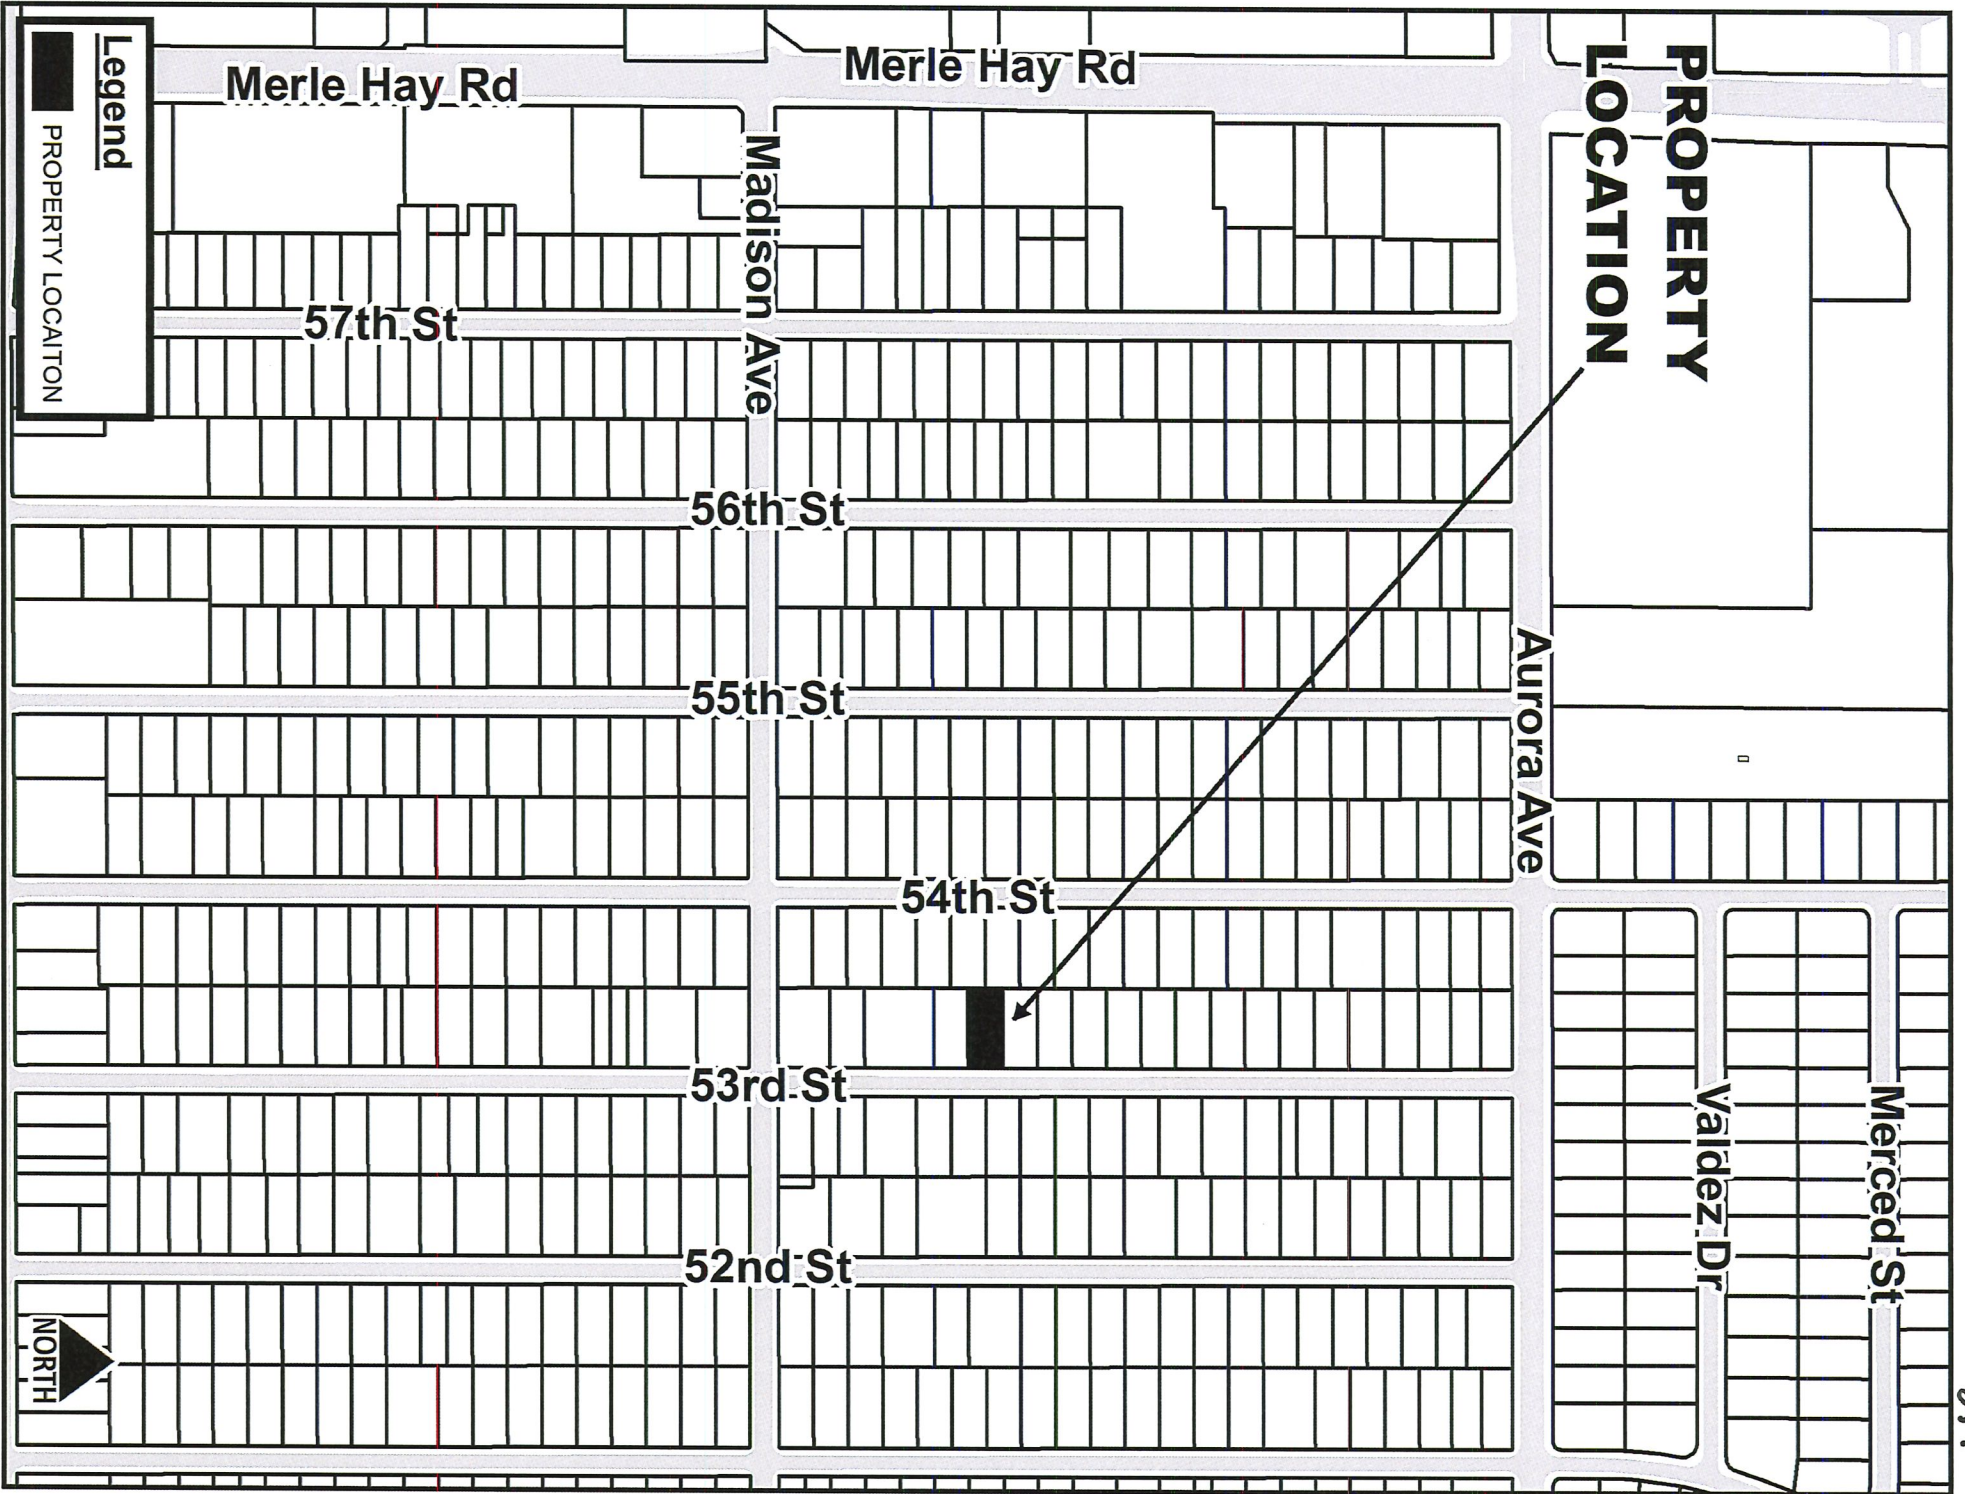 PROPERTY
LOCATION
Merle Hay Rd
Merle Hay Rd
Madison Ave
57th St
56th St
55th St
Aurora Ave
54th St
53rd St
52nd St
Valdez Dr
Merced St
Legend
PROPERTY LOCAITON
NORTH